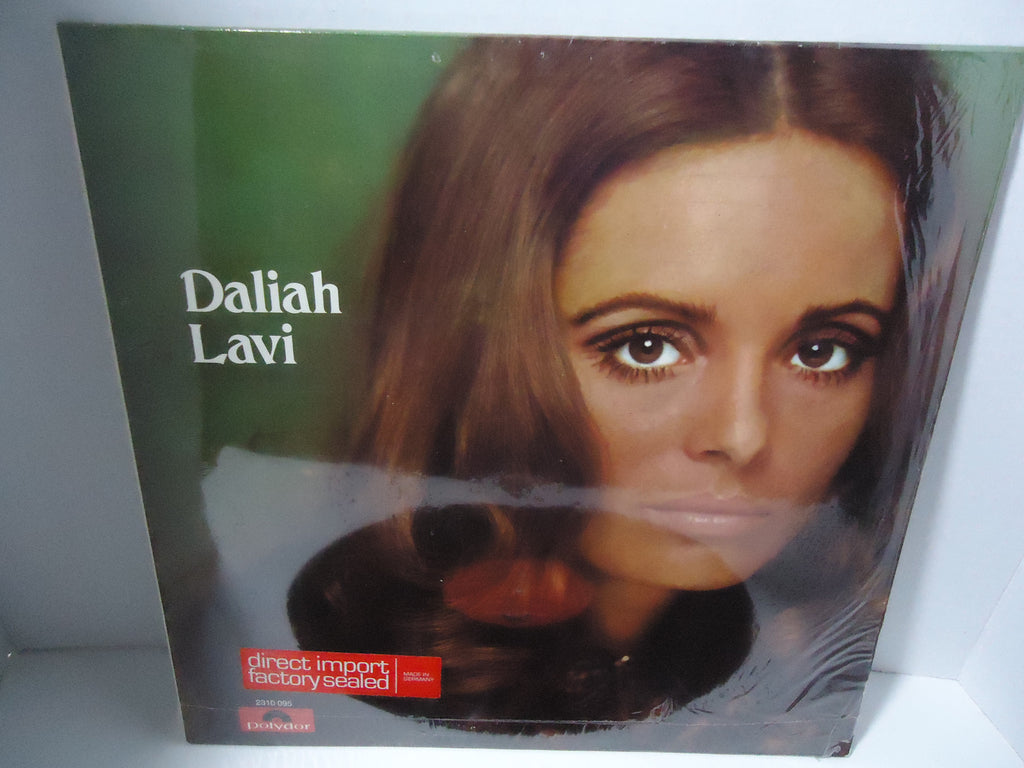 Daliah
Lavi
direct import
factory sealed
MADE IN
GERMANY
2310 095
polydor